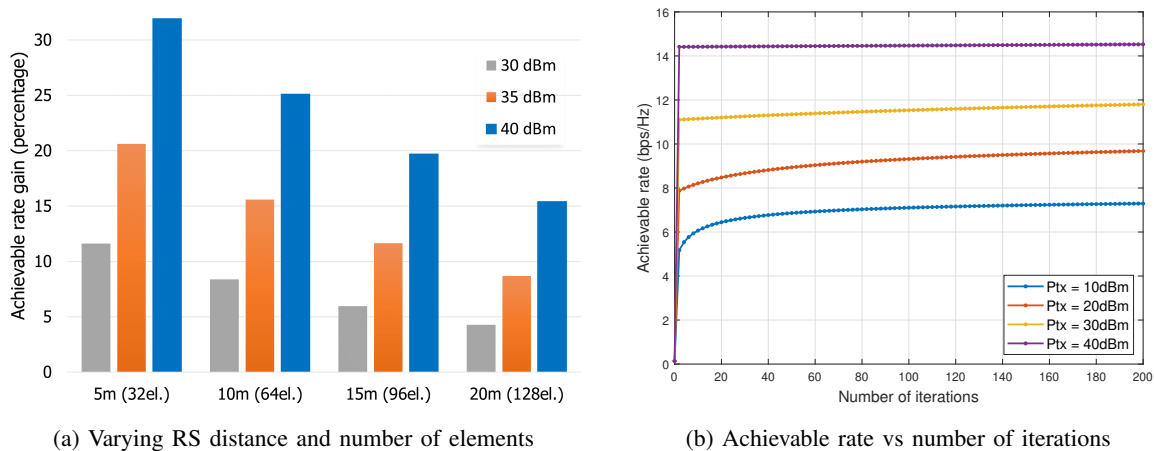 Achievable rate gain (percentage)
30
25
20
15
10
5
0
30 dBm
35 dBm
40 dBm
5m (32el.) 10m (64el.) 15m (96el.) 20m (128el.)
(a) Varying RS distance and number of elements
Achievable rate (bps/Hz)
16
14
12
10
8
6
4
2
0
Ptx = 10dBm
Ptx = 20dBm
Ptx = 30dBm
Ptx = 40dBm
0 20 40 60 80 100 120 140 160 180 200
Number of iterations
(b) Achievable rate vs number of iterations